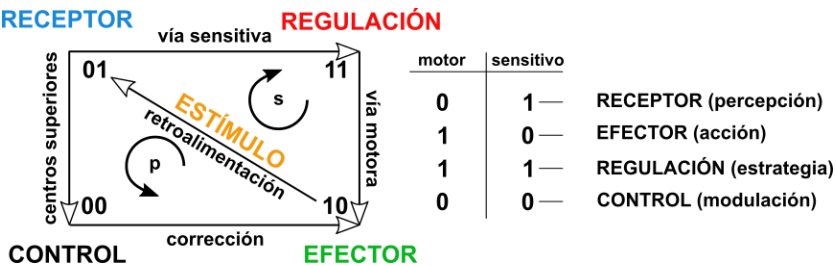 RECEPTOR
REGULACIÓN
vía sensitiva
centros superiores
01
11
s
ESTÍMULO
retroalimentación
vía motora
p
00
10
CONTROL
corrección
EFECTOR
motor sensitivo
0 1 RECEPTOR (percepción)
1 0 EFECTOR (acción)
1 1 REGULACIÓN (estrategia)
0 0 CONTROL (modulación)